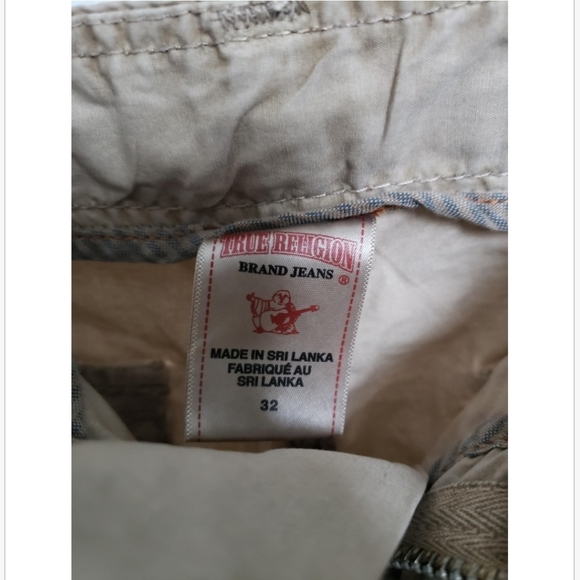 TRUE RELIGION
BRAND JEANS
®
MADE IN SRI LANKA
FABRIQUÉ AU
SRI LANKA
32